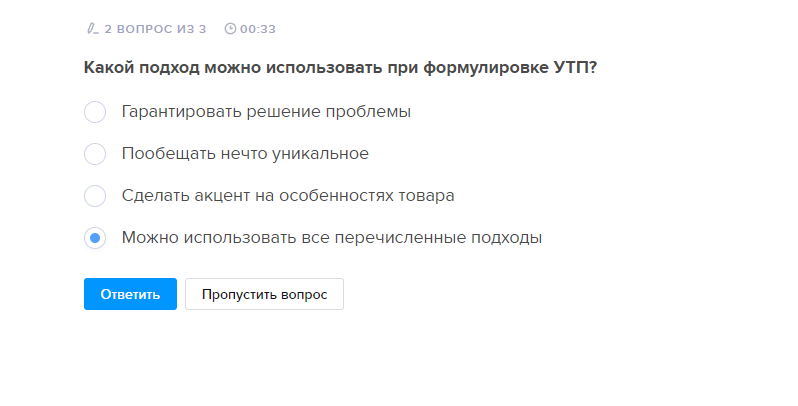 2 ВОПРОС ИЗ 3 00:33
Какой подход можно использовать при формулировке УТП?
Гарантировать решение проблемы
Пообещать нечто уникальное
Сделать акцент на особенностях товара
Можно использовать все перечисленные подходы
Ответить Пропустить вопрос